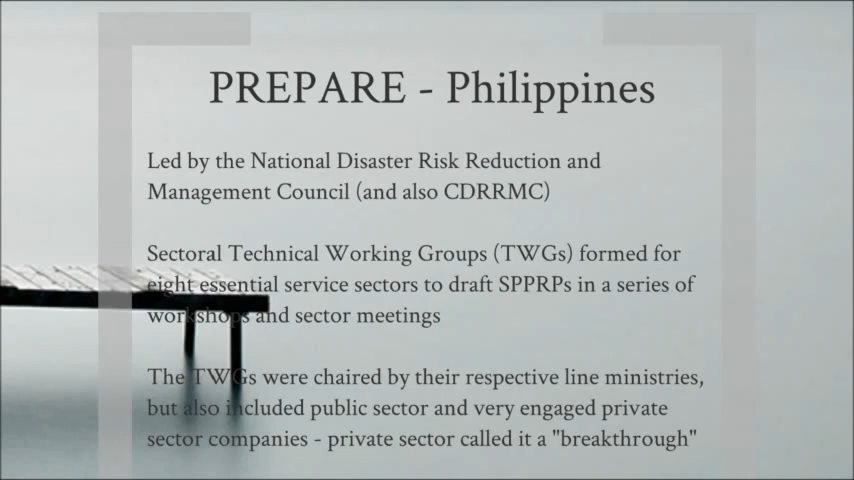 PREPARE - Philippines
Led by the National Disaster Risk Reduction and
Management Council (and also CDRRMC)
Sectoral Technical Working Groups (TWGs) formed for
eight essential service sectors to draft SPPRPs in a series of
workshops and sector meetings
The TWGs were chaired by their respective line ministries,
but also included public sector and very engaged private
sector companies - private sector called it a "breakthrough"